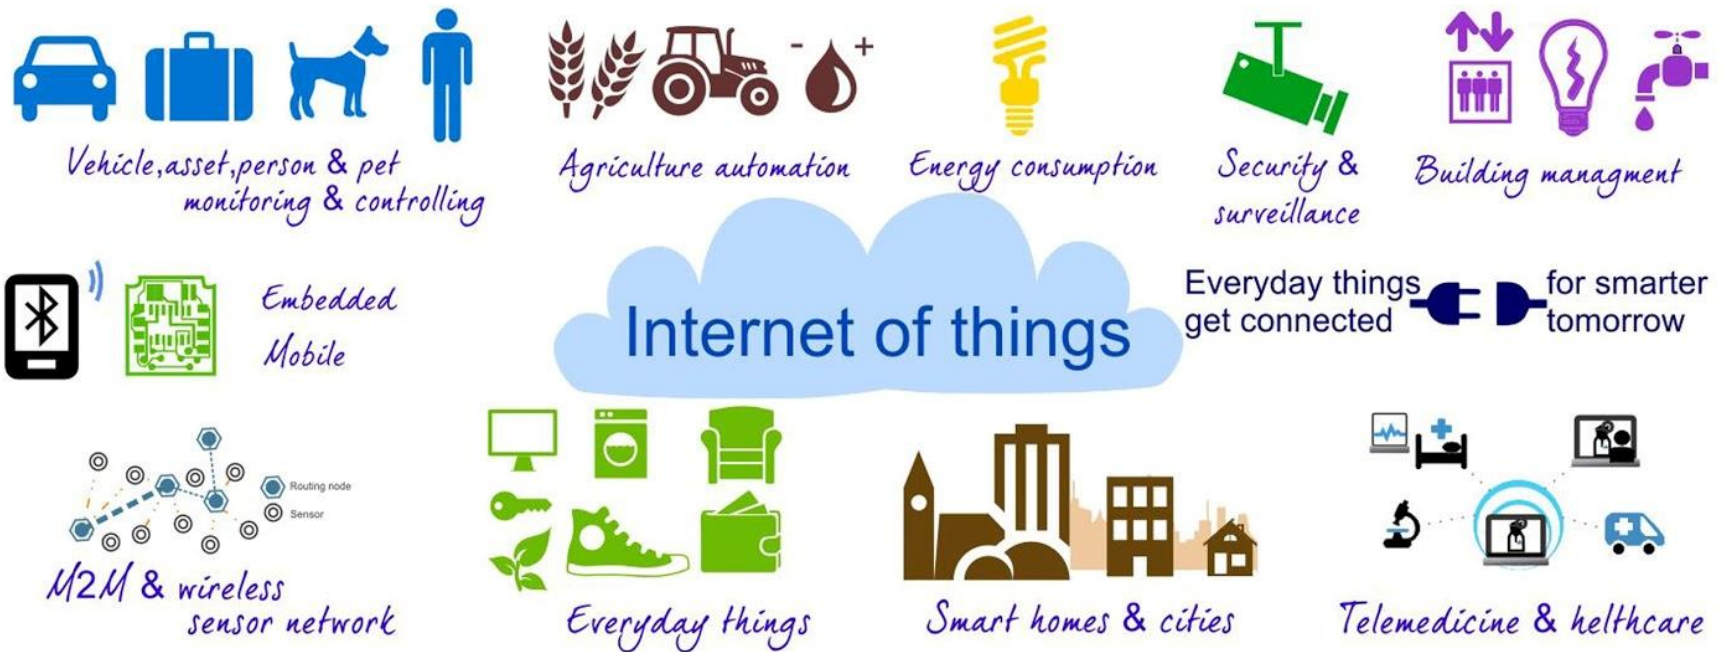 Vehicle,asset,person & pet
monitoring & controlling
Agriculture automation
Energy consumption
Security &
surveillance
Building managment
Embedded
Mobile
Internet of things
Everyday things
get connected
for smarter
tomorrow
Routing node
Sensor
M2M & wireless
sensor network
Everyday things
Smart homes & cities
Telemedicine & helthcare